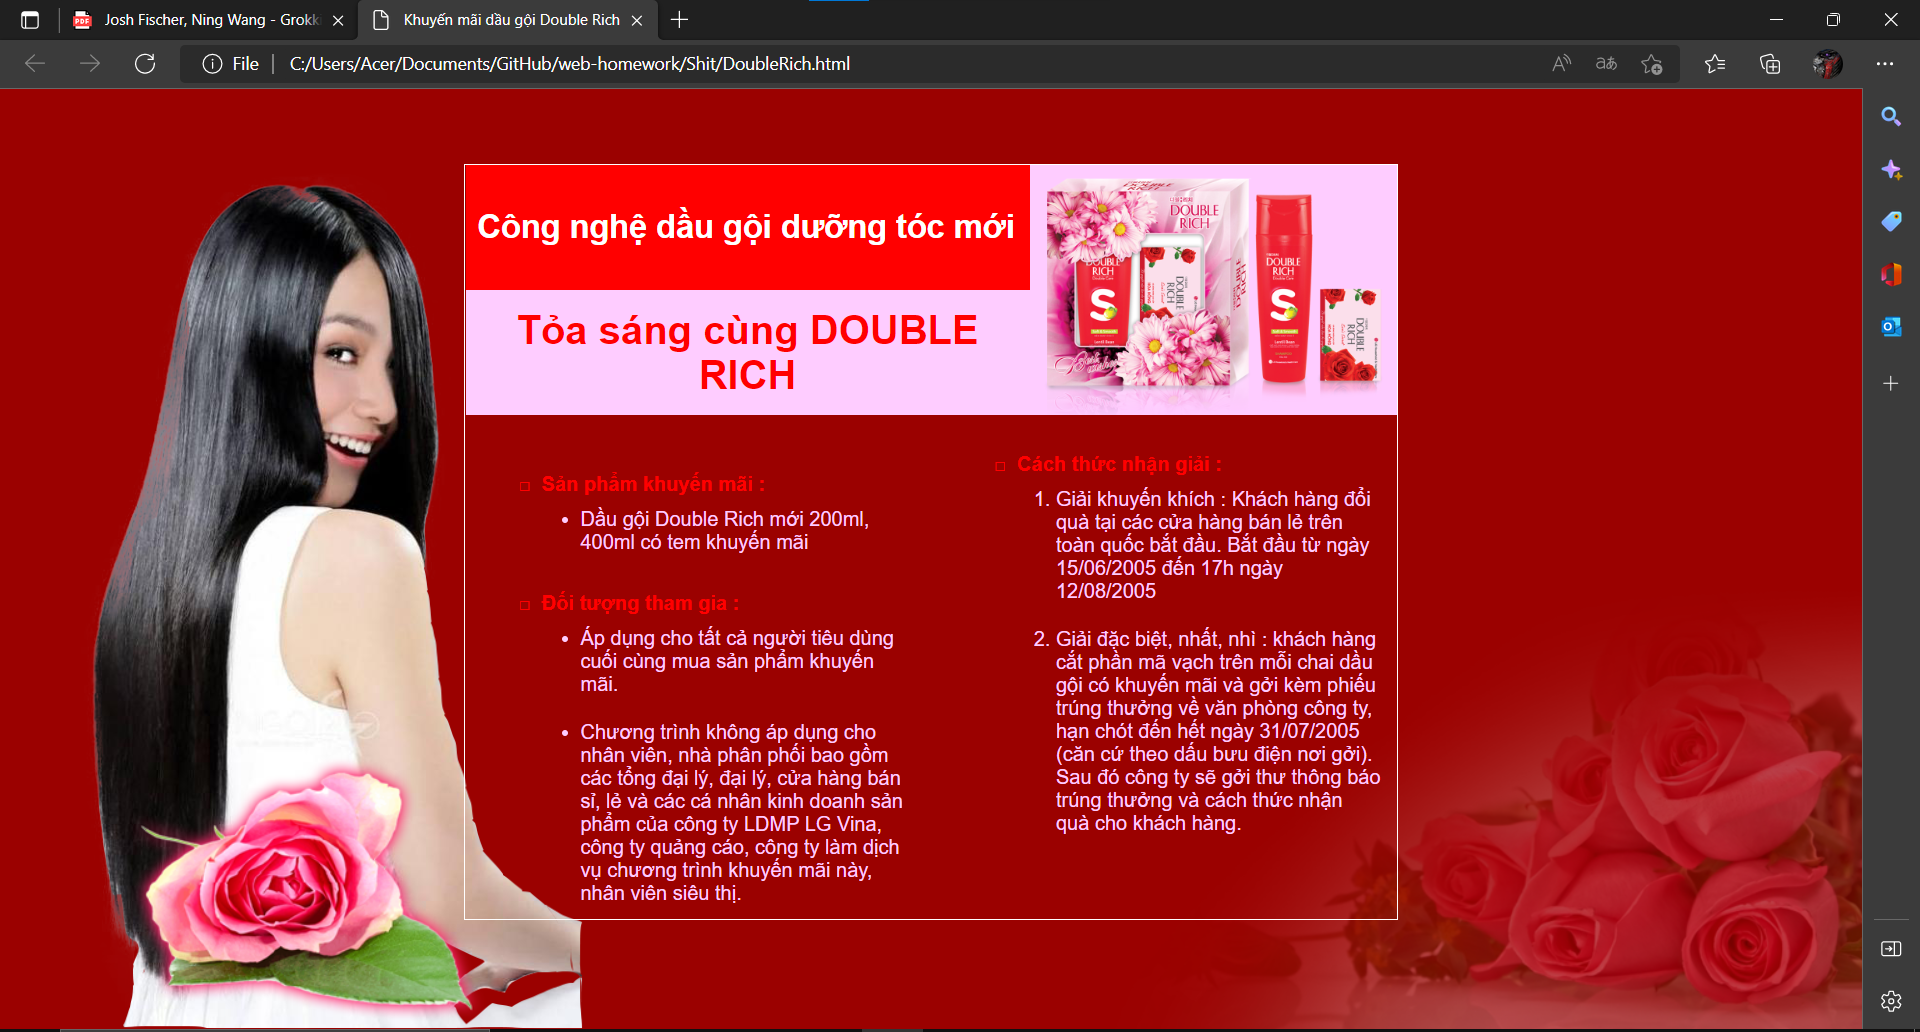 Josh Fischer, Ning Wang - Grokk
Khuyến mãi dầu gội Double Rich
File
C:/Users/Acer/Documents/GitHub/web-homework/Shit/DoubleRich.html
Công nghệ dầu gội dưỡng tóc mới
Tỏa sáng cùng DOUBLE
RICH
DOUBLE
RICH
DOUBLE
RICH
S
DOUBLE
RICH
DOUBLE
RICH
S
DOUBLE
RICH
Sản phẩm khuyến mãi :
Dầu gội Double Rich mới 200ml,
400ml có tem khuyến mãi
Đối tượng tham gia :
Áp dụng cho tất cả người tiêu dùng
cuối cùng mua sản phẩm khuyến
mãi.
Chương trình không áp dụng cho
nhân viên, nhà phân phối bao gồm
các tổng đại lý, đại lý, cửa hàng bán
sỉ, lẻ và các cá nhân kinh doanh sản
phẩm của công ty LDMP LG Vina,
công ty quảng cáo, công ty làm dịch
vụ chương trình khuyến mãi này,
nhân viên siêu thị.
Cách thức nhận giải :
1. Giải khuyến khích : Khách hàng đổi
quà tại các cửa hàng bán lẻ trên
toàn quốc bắt đầu. Bắt đầu từ ngày
15/06/2005 đến 17h ngày
12/08/2005
2. Giải đặc biệt, nhất, nhì : khách hàng
cắt phần mã vạch trên mỗi chai dầu
gội có khuyến mãi và gởi kèm phiếu
trúng thưởng về văn phòng công ty,
hạn chót đến hết ngày 31/07/2005
(căn cứ theo dấu bưu điện nơi gởi).
Sau đó công ty sẽ gởi thư thông báo
trúng thưởng và cách thức nhận
quà cho khách hàng.